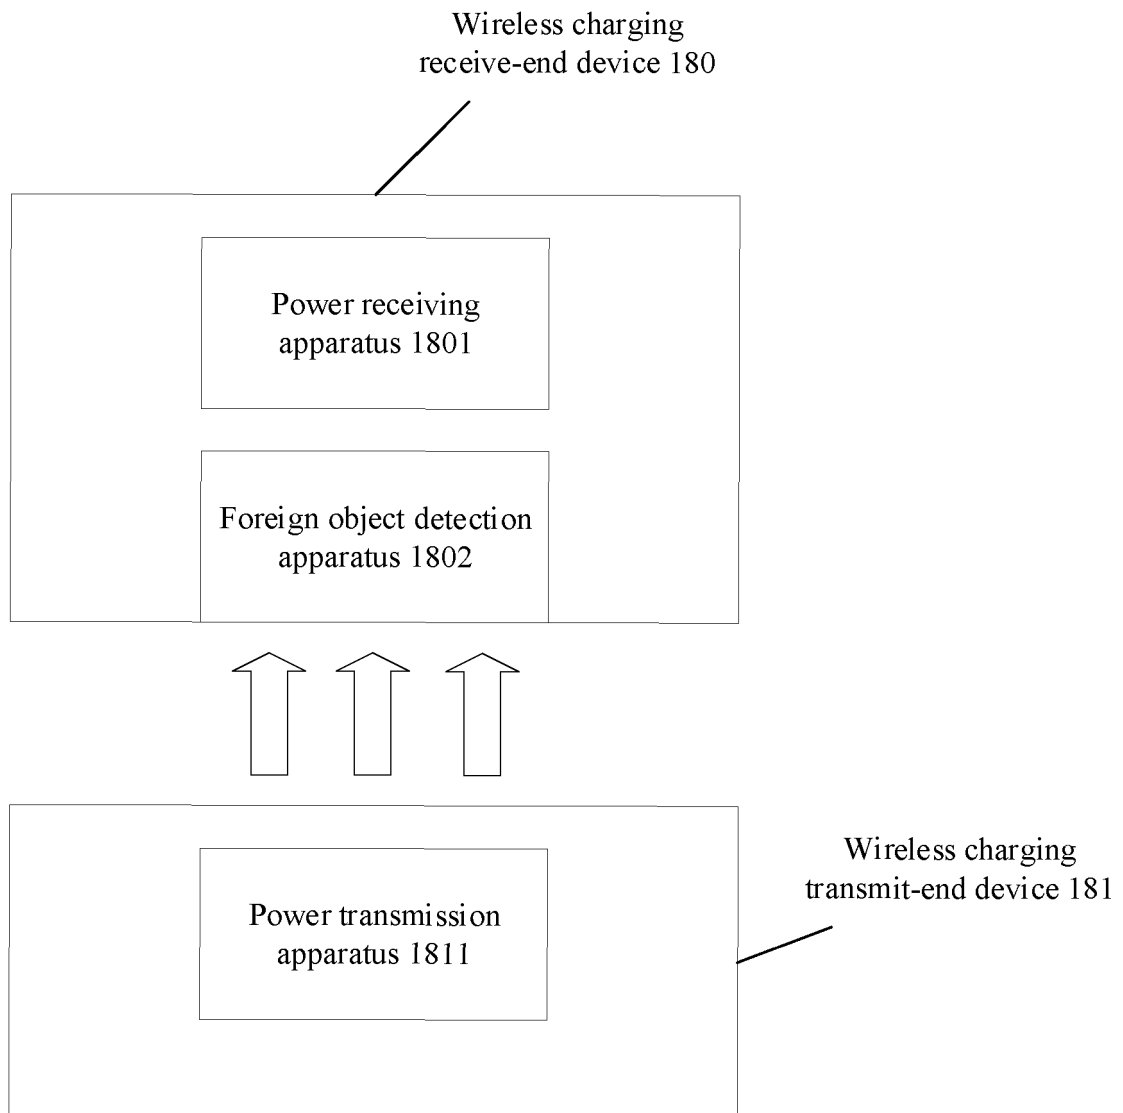 Wireless charging
receive-end device 180
Power receiving
apparatus 1801
Foreign object detection
apparatus 1802
Wireless charging
transmit-end device 181
Power transmission
apparatus 1811